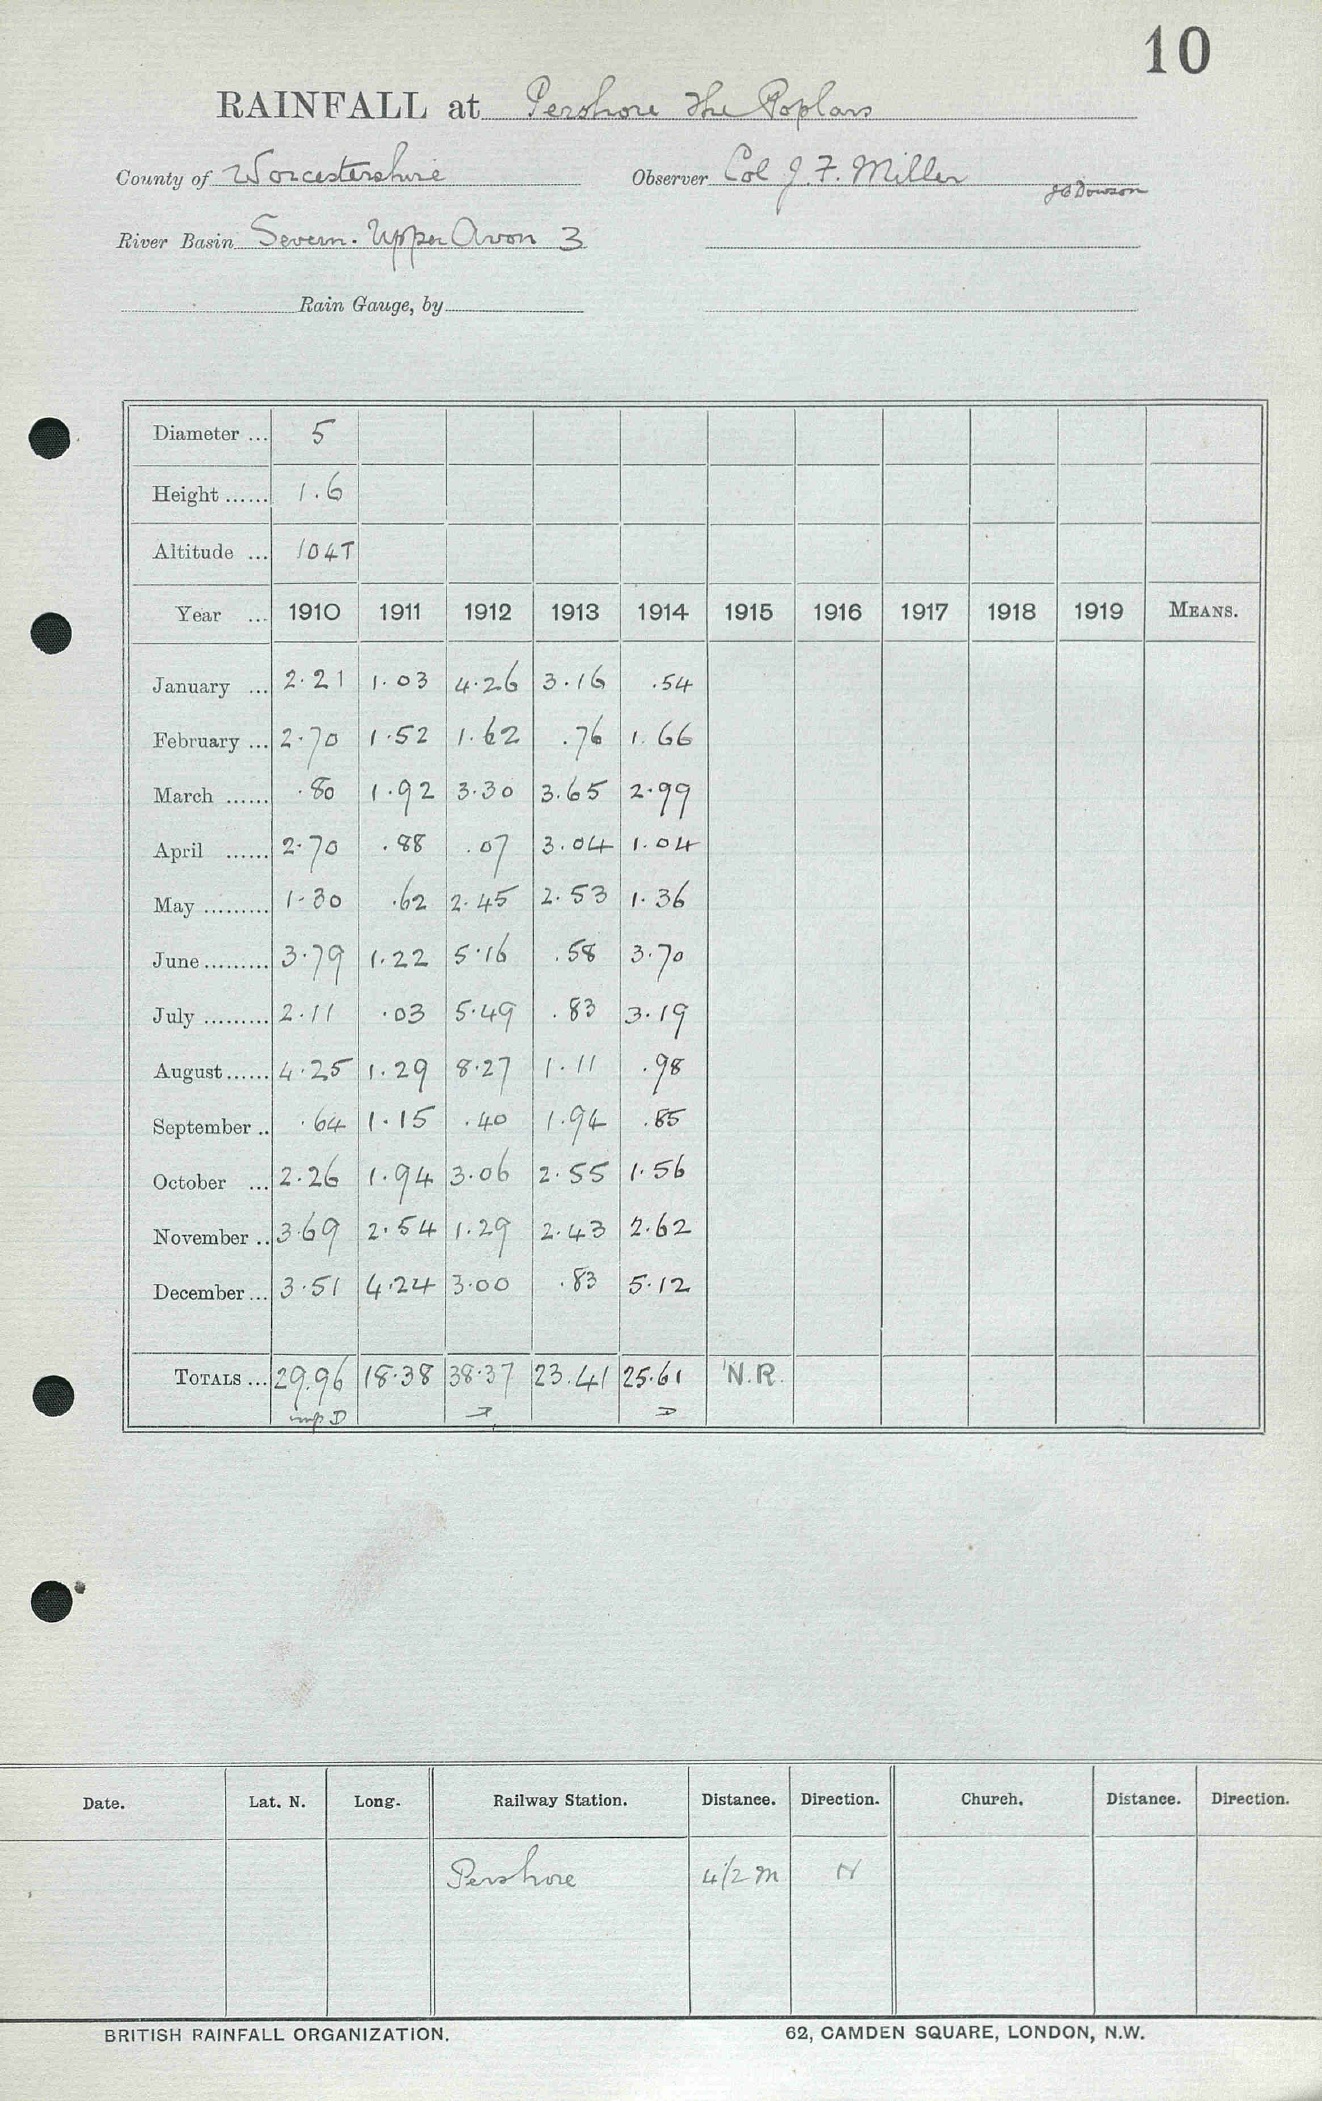 10
RAINFALL at Pershore The Poplars
County of Worcestershire Observer Col J. F. Miller
J C Dowson
River Basin Severn. Upper Avon 3
Rain Gauge, by
Diameter ... 5
Height ...... 1.6
Altitude ... 104T
Year ... 1910 1911 1912 1913 1914 1915 1916 1917 1918 1919 MEANS.
January ... 2.21 1.03 4.26 3.16 .54
February ... 2.70 1.52 1.62 .76 1.66
March ...... .80 1.92 3.30 3.65 2.99
April ...... 2.70 .88 .07 3.04 1.04
May ......... 1.30 .62 2.45 2.53 1.36
June ......... 3.79 1.22 5.16 .58 3.70
July ......... 2.11 .03 5.49 .83 3.19
August ...... 4.25 1.29 8.27 1.11 .98
September .. .64 1.15 .40 1.94 .85
October ... 2.26 1.94 3.06 2.55 1.56
November .. 3.69 2.54 1.29 2.43 2.62
December ... 3.51 4.24 3.00 .83 5.12
TOTALS ... 29.96 18.38 38.37 23.41 25.61 N.R.
Date. Lat. N. Long. Railway Station. Distance. Direction. Church. Distance. Direction.
Pershore 4 1/2 m N
BRITISH RAINFALL ORGANIZATION. 62, CAMDEN SQUARE, LONDON, N.W.